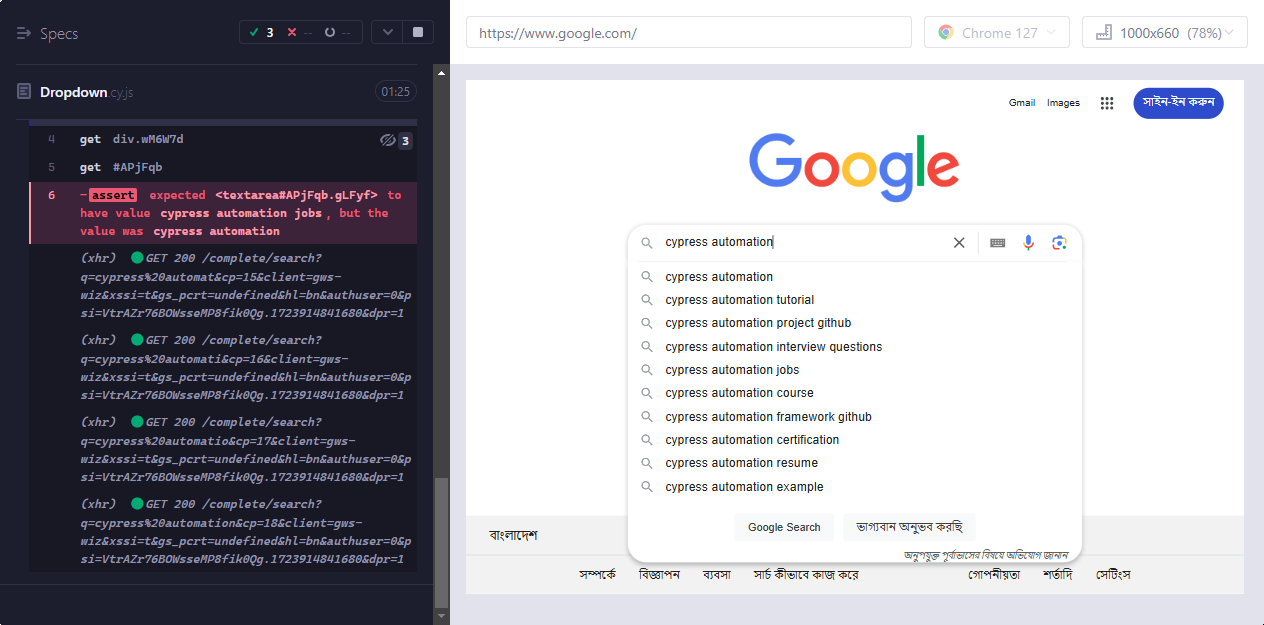 Specs
3
--
--
Dropdown.cy.js
01:25
4 get div.wM6W7d 3
5 get #APjFqb
6 -assert expected <textarea#APjFqb.gLFyf> to
have value cypress automation jobs, but the
value was cypress automation
(xhr) GET 200 /complete/search?
q=cypress%20automat&cp=15&client=gws-
wiz&xssi=t&gs_pcrt=undefined&hl=bn&authuser=0&p
si=VtrAZr76BOWsseMP8fik0Qg.1723914841680&dpr=1
(xhr) GET 200 /complete/search?
q=cypress%20automati&cp=16&client=gws-
wiz&xssi=t&gs_pcrt=undefined&hl=bn&authuser=0&p
si=VtrAZr76BOWsseMP8fik0Qg.1723914841680&dpr=1
(xhr) GET 200 /complete/search?
q=cypress%20automatio&cp=17&client=gws-
wiz&xssi=t&gs_pcrt=undefined&hl=bn&authuser=0&p
si=VtrAZr76BOWsseMP8fik0Qg.1723914841680&dpr=1
(xhr) GET 200 /complete/search?
q=cypress%20automation&cp=18&client=gws-
wiz&xssi=t&gs_pcrt=undefined&hl=bn&authuser=0&p
si=VtrAZr76BOWsseMP8fik0Qg.1723914841680&dpr=1
https://www.google.com/
Chrome 127
1000x660 (78%)
Gmail Images
সাইন-ইন করুন
Google
cypress automation
cypress automation
cypress automation tutorial
cypress automation project github
cypress automation interview questions
cypress automation jobs
cypress automation course
cypress automation framework github
cypress automation certification
cypress automation resume
cypress automation example
Google Search ভাগ্যবান অনুভব করছি
বাংলাদেশ
অনুপযুক্ত পূর্বাভাসের বিষয়ে অভিযোগ জানান
সম্পর্কে বিজ্ঞাপন ব্যবসা সার্চ কীভাবে কাজ করে গোপনীয়তা শর্তাদি সেটিংস